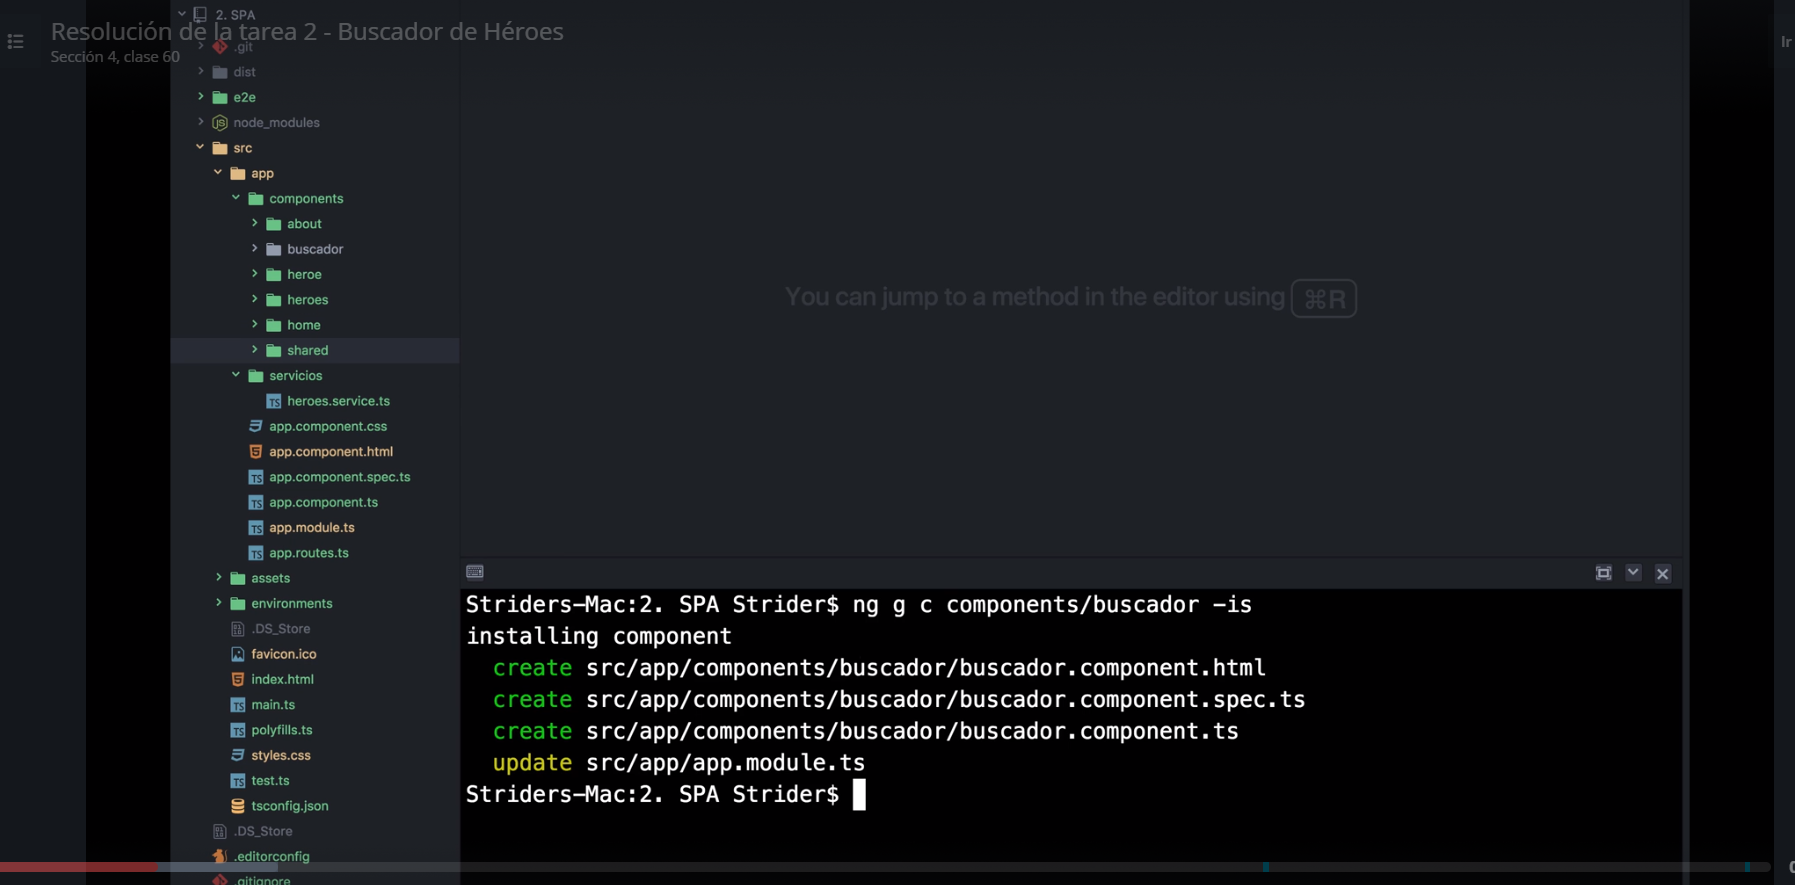 2. SPA
Resolución de la tarea 2 - Buscador de Héroes
Ir
.git
Sección 4, clase 60
dist
e2e
node_modules
src
app
components
about
buscador
heroe
heroes
home
shared
servicios
heroes.service.ts
app.component.css
app.component.html
app.component.spec.ts
app.component.ts
app.module.ts
app.routes.ts
assets
environments
.DS_Store
favicon.ico
index.html
main.ts
polyfills.ts
styles.css
test.ts
tsconfig.json
.DS_Store
.editorconfig
.gitignore
You can jump to a method in the editor using ⌘R
Striders-Mac:2. SPA Strider$ ng g c components/buscador -is
installing component
create src/app/components/buscador/buscador.component.html
create src/app/components/buscador/buscador.component.spec.ts
create src/app/components/buscador/buscador.component.ts
update src/app/app.module.ts
Striders-Mac:2. SPA Strider$